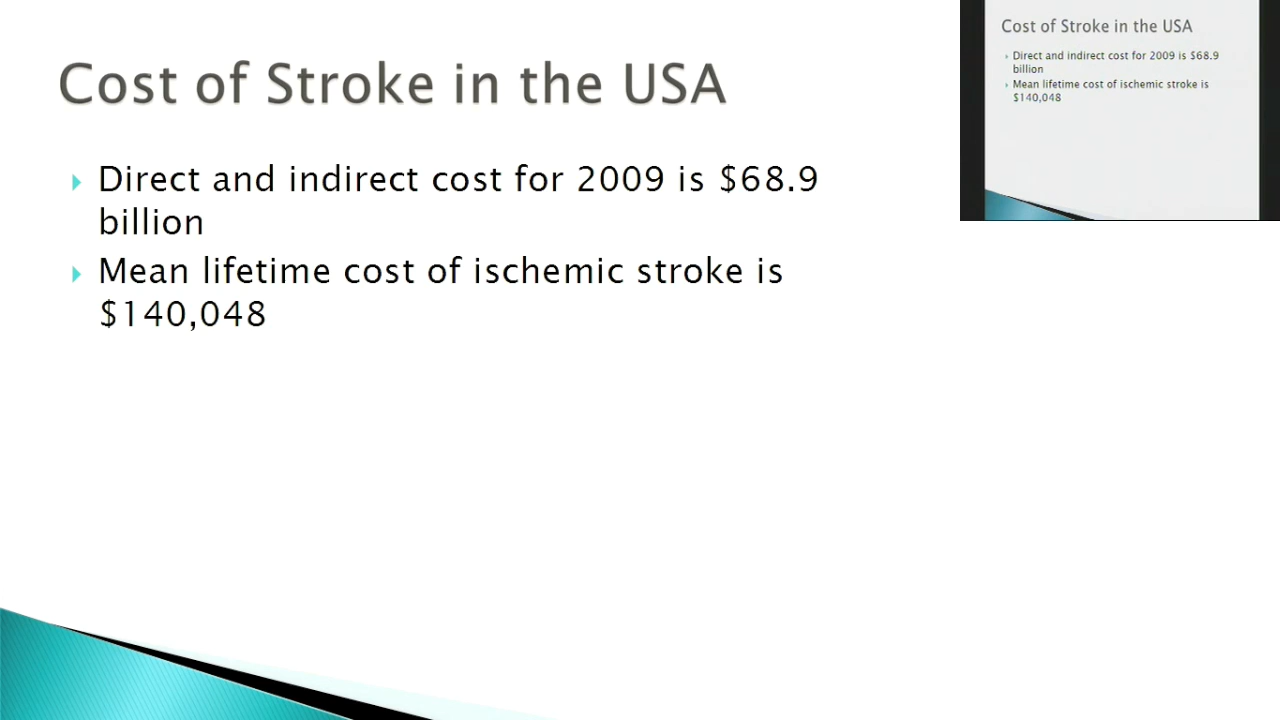 Cost of Stroke in the USA
Direct and indirect cost for 2009 is $68.9
billion
Mean lifetime cost of ischemic stroke is
$140,048
Cost of Stroke in the USA
Direct and indirect cost for 2009 is $68.9
billion
Mean lifetime cost of ischemic stroke is
$140,048